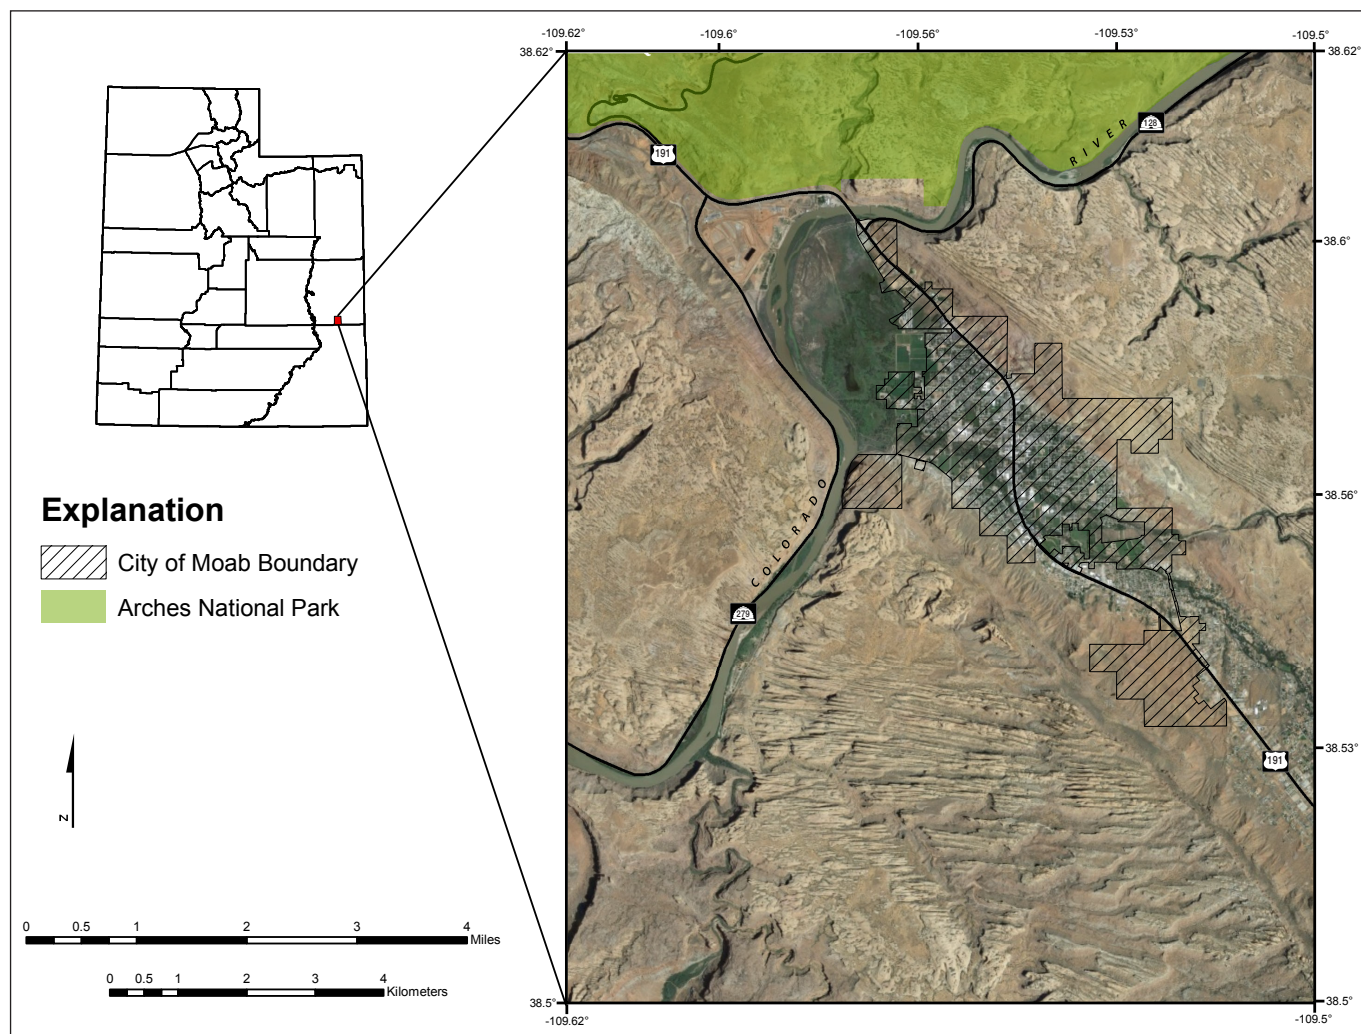 -109.62° -109.6° -109.56° -109.53° -109.5°
38.62° 38.62°
128
RIVER
191
38.6°
38.56°
COLORADO
Explanation
City of Moab Boundary
Arches National Park
279
38.53°
191
N
0 0.5 1 2 3 4
Miles
0 0.5 1 2 3 4
Kilometers
38.5° 38.5°
-109.62° -109.5°